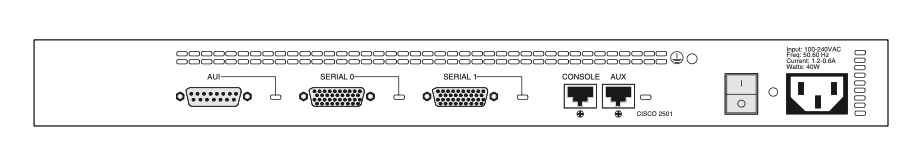 Input: 100-240VAC
Freq: 50.60 Hz
Current: 1.2-0.6A
Watts: 40W
AUI
SERIAL 0
SERIAL 1
CONSOLE
AUX
CISCO 2501